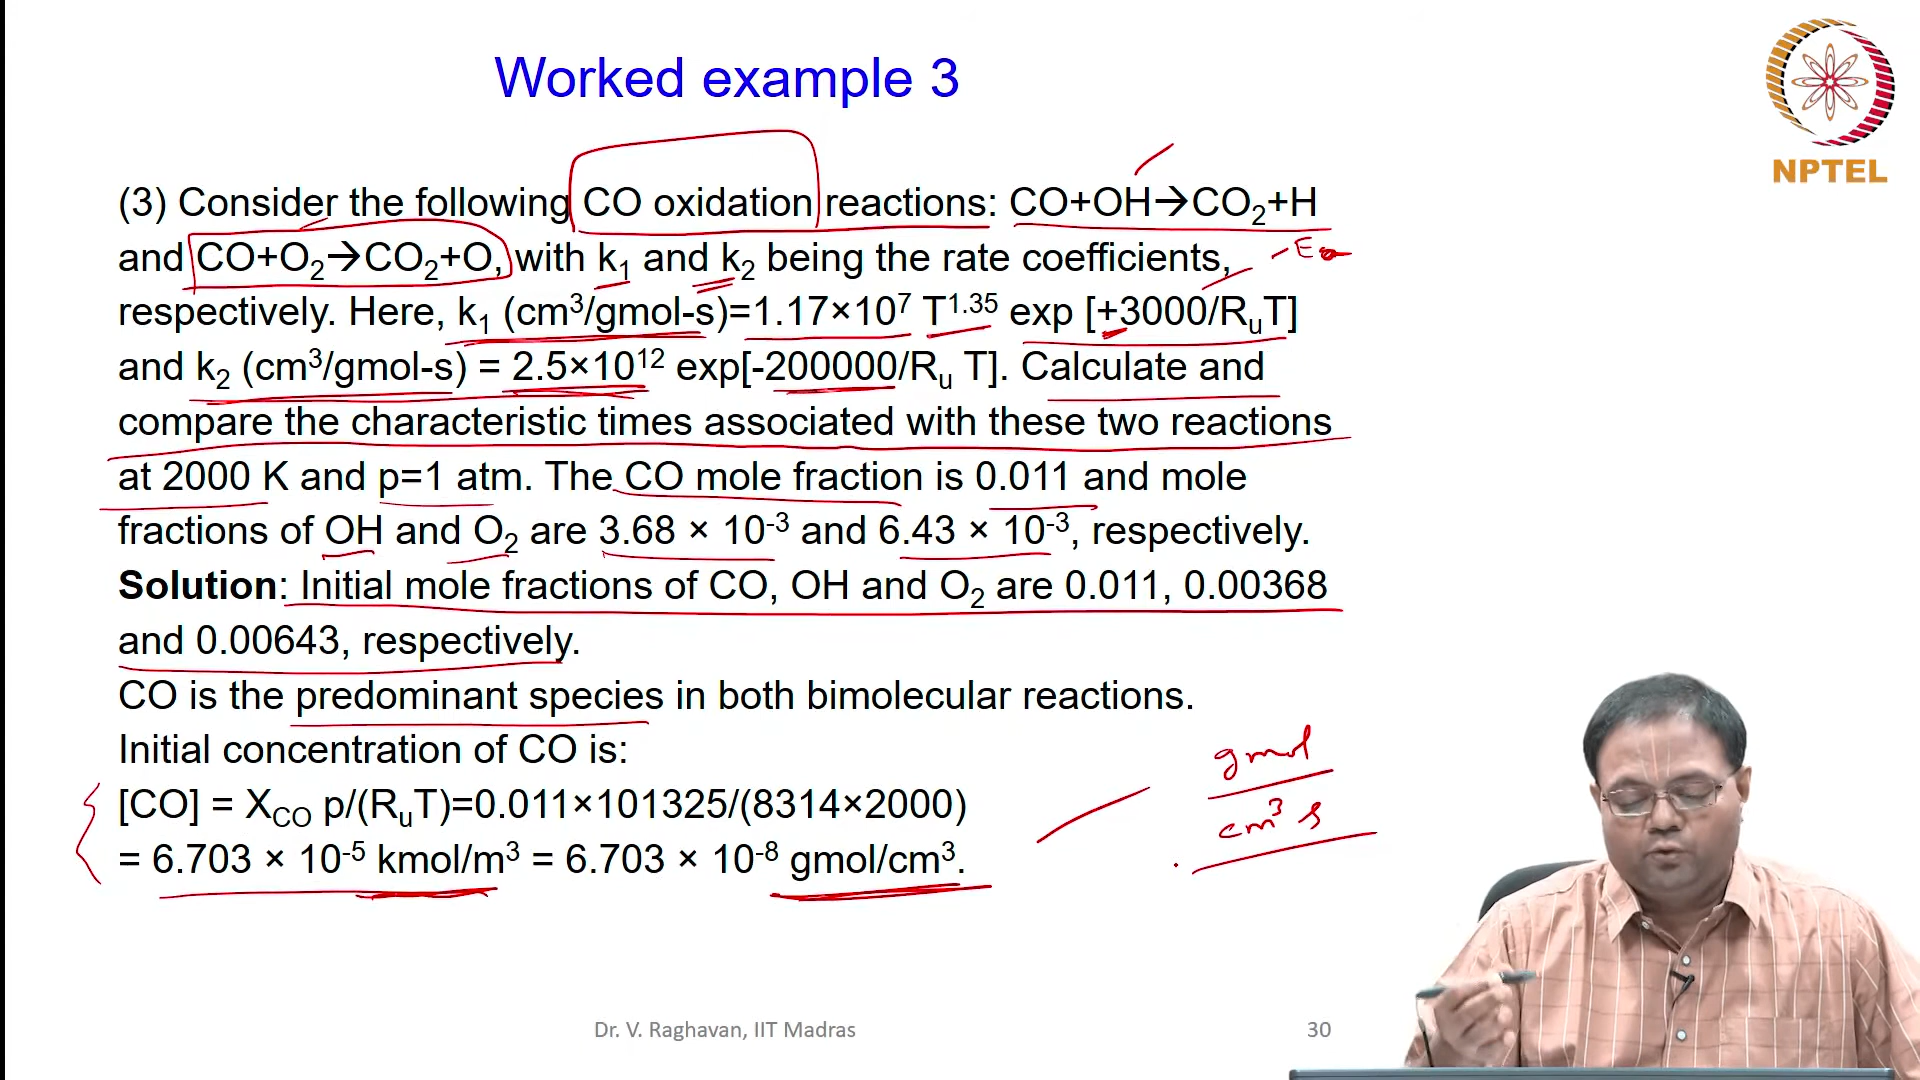 Worked example 3
NPTEL
(3) Consider the following CO oxidation reactions: CO+OH→CO₂+H
and CO+O₂→CO₂+O, with k₁ and k₂ being the rate coefficients,
-Ea
respectively. Here, k₁ (cm³/gmol-s)=1.17×10⁷ T¹·³⁵ exp [+3000/RᵤT]
and k₂ (cm³/gmol-s) = 2.5×10¹² exp[-200000/Rᵤ T]. Calculate and
compare the characteristic times associated with these two reactions
at 2000 K and p=1 atm. The CO mole fraction is 0.011 and mole
fractions of OH and O₂ are 3.68 × 10⁻³ and 6.43 × 10⁻³, respectively.
Solution: Initial mole fractions of CO, OH and O₂ are 0.011, 0.00368
and 0.00643, respectively.
CO is the predominant species in both bimolecular reactions.
Initial concentration of CO is:
[CO] = X_CO p/(RᵤT)=0.011×101325/(8314×2000)
= 6.703 × 10⁻⁵ kmol/m³ = 6.703 × 10⁻⁸ gmol/cm³.
gmol
cm³ s
Dr. V. Raghavan, IIT Madras
30